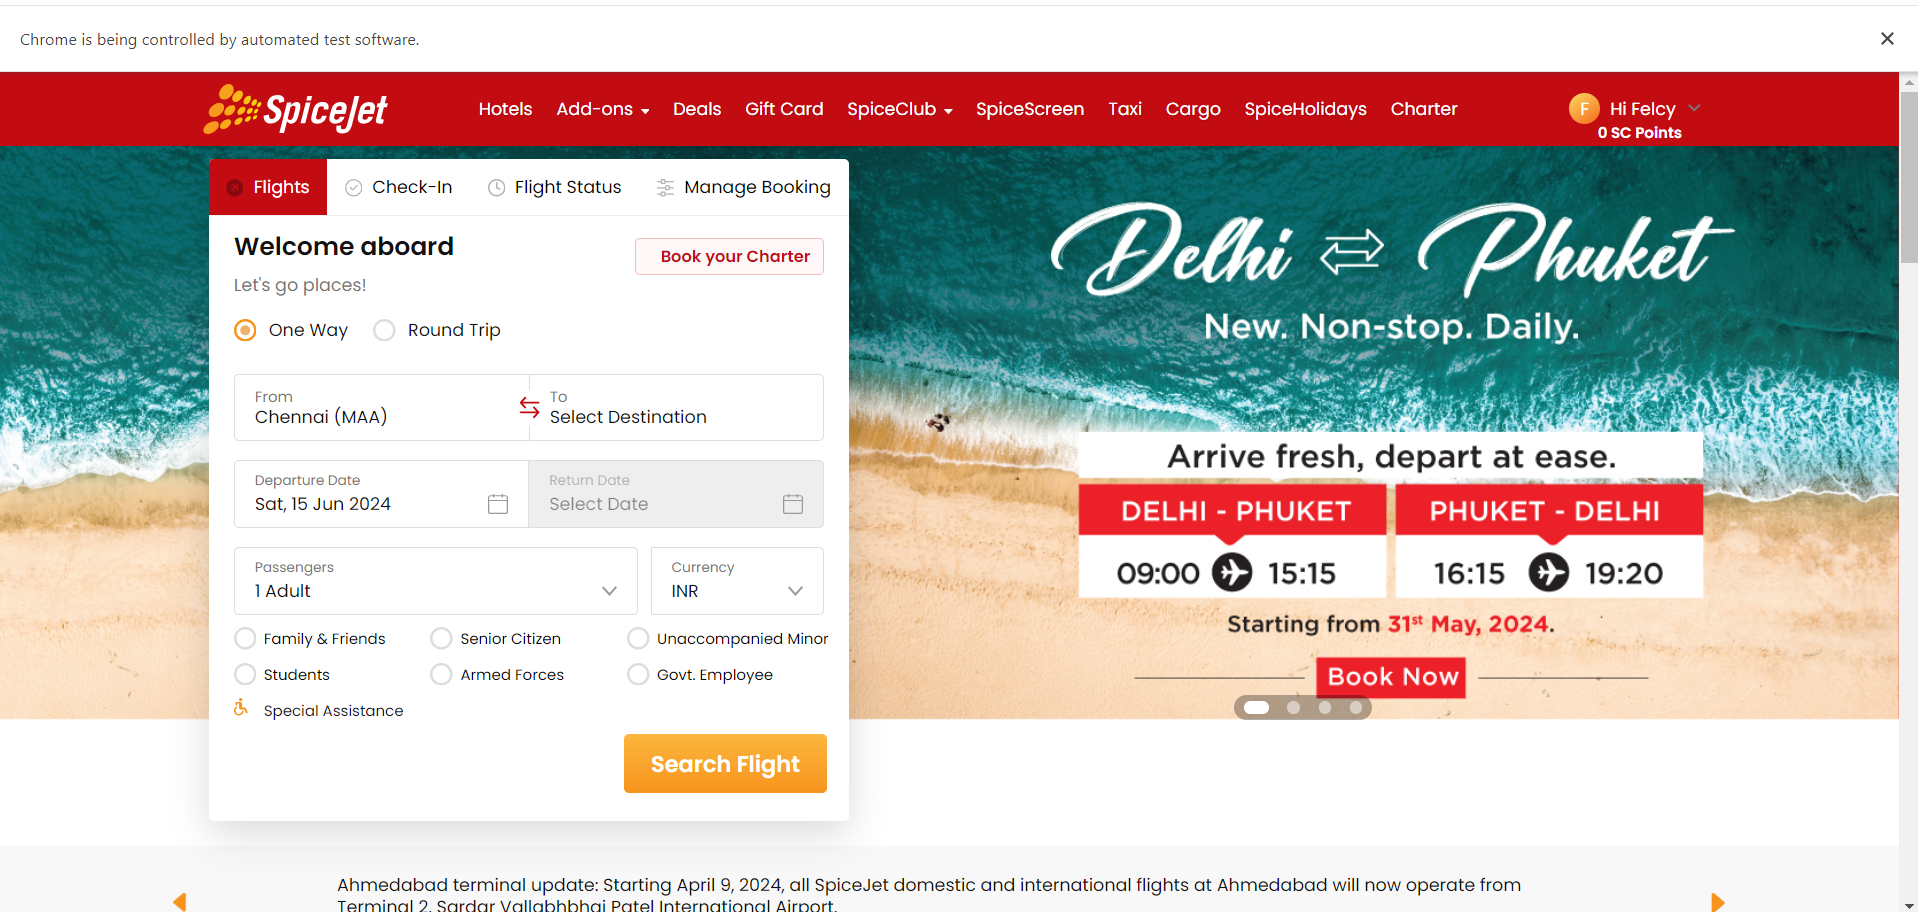 Chrome is being controlled by automated test software.
SpiceJet
Hotels Add-ons Deals Gift Card SpiceClub SpiceScreen Taxi Cargo SpiceHolidays Charter
F Hi Felcy
0 SC Points
Flights Check-In Flight Status Manage Booking
Welcome aboard
Book your Charter
Let's go places!
One Way Round Trip
From
Chennai (MAA)
To
Select Destination
Departure Date
Sat, 15 Jun 2024
Return Date
Select Date
Passengers
1 Adult
Currency
INR
Family & Friends Senior Citizen Unaccompanied Minor
Students Armed Forces Govt. Employee
Special Assistance
Search Flight
Delhi Phuket
New. Non-stop. Daily.
Arrive fresh, depart at ease.
DELHI - PHUKET
09:00 15:15
PHUKET - DELHI
16:15 19:20
Starting from 31st May, 2024.
Book Now
Ahmedabad terminal update: Starting April 9, 2024, all SpiceJet domestic and international flights at Ahmedabad will now operate from
Terminal 2, Sardar Vallabhbhai Patel International Airport.